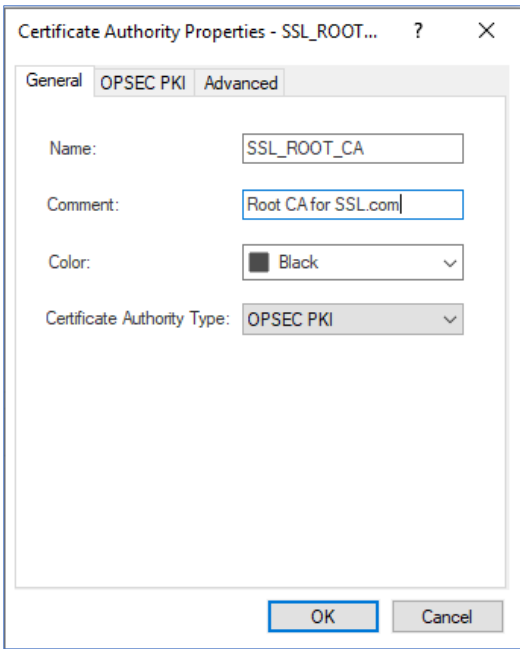 Certificate Authority Properties - SSL_ROOT... ? ×
General OPSEC PKI Advanced
Name: SSL_ROOT_CA
Comment: Root CA for SSL.com
Color: Black
Certificate Authority Type: OPSEC PKI
OK Cancel